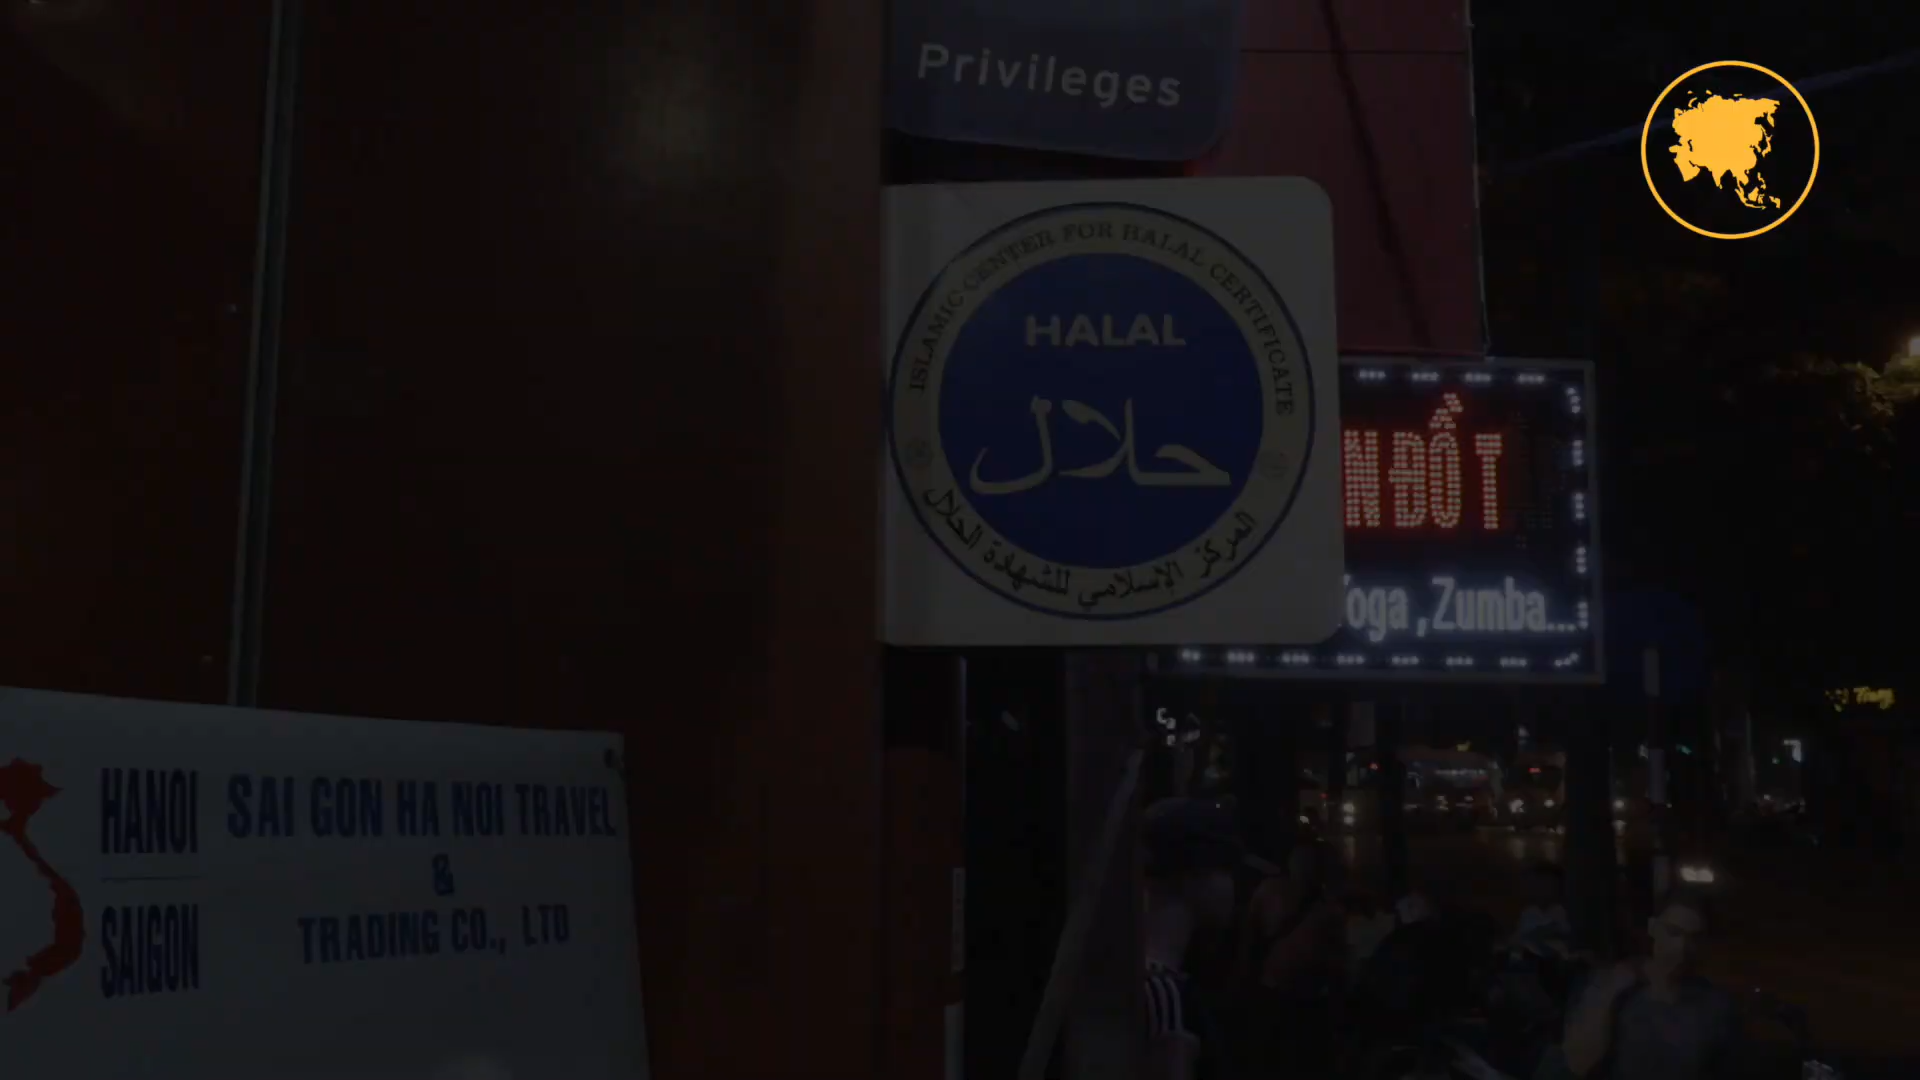 Privileges
ISLAMIC CENTER FOR HALAL CERTIFICATE
HALAL
حلال
المركز الإسلامي للشهادة الحلال
N ĐỐT
Yoga ,Zumba...
HANOI
SAIGON
SAI GON HA NOI TRAVEL
&
TRADING CO., LTD